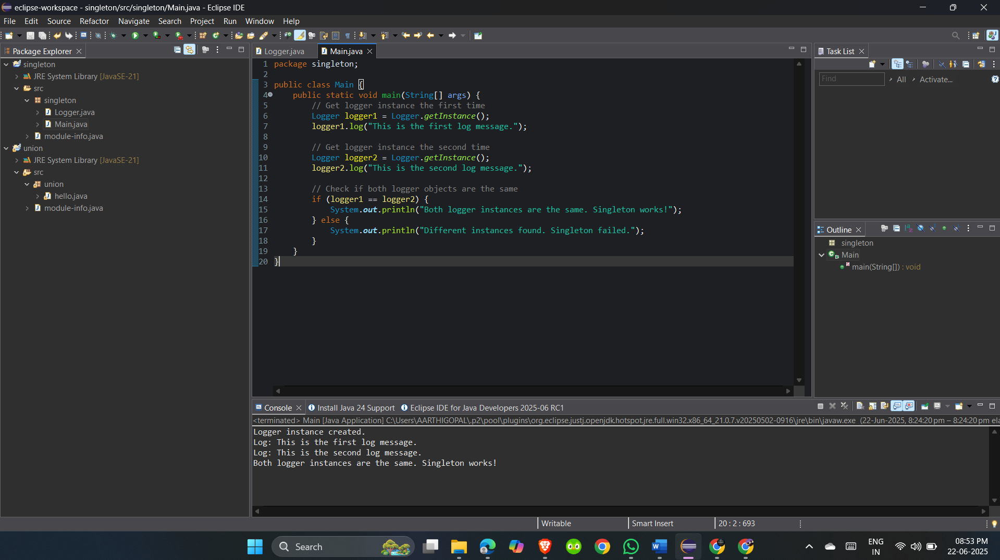 eclipse-workspace - singleton/src/singleton/Main.java - Eclipse IDE
File Edit Source Refactor Navigate Search Project Run Window Help
Package Explorer
singleton
JRE System Library [JavaSE-21]
src
singleton
Logger.java
Main.java
module-info.java
union
JRE System Library [JavaSE-21]
src
union
hello.java
module-info.java
Logger.java Main.java
1 package singleton;
2
3 public class Main {
4 public static void main(String[] args) {
5 // Get logger instance the first time
6 Logger logger1 = Logger.getInstance();
7 logger1.log("This is the first log message.");
8
9 // Get logger instance the second time
10 Logger logger2 = Logger.getInstance();
11 logger2.log("This is the second log message.");
12
13 // Check if both logger objects are the same
14 if (logger1 == logger2) {
15 System.out.println("Both logger instances are the same. Singleton works!");
16 } else {
17 System.out.println("Different instances found. Singleton failed.");
18 }
19 }
20 }
Task List
Find All Activate...
Outline
singleton
Main
main(String[]) : void
Console Install Java 24 Support Eclipse IDE for Java Developers 2025-06 RC1
<terminated> Main [Java Application] C:\Users\AARTHIGOPAL\.p2\pool\plugins\org.eclipse.justj.openjdk.hotspot.jre.full.win32.x86_64_21.0.7.v20250502-0916\jre\bin\javaw.exe (22-Jun-2025, 8:24:20 pm – 8:24:20 pm ela
Logger instance created.
Log: This is the first log message.
Log: This is the second log message.
Both logger instances are the same. Singleton works!
Writable Smart Insert 20 : 2 : 693
Search
ENG
IN
08:53 PM
22-06-2025